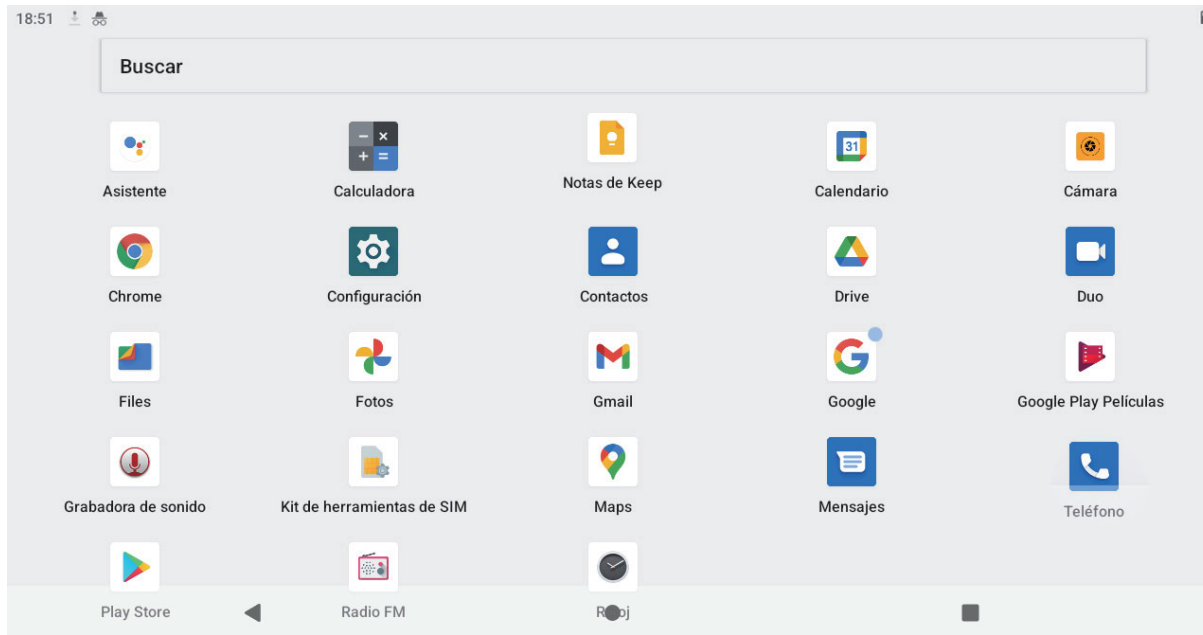 18:51
Buscar
Asistente
Calculadora
Notas de Keep
31
Calendario
Cámara
Chrome
Configuración
Contactos
Drive
Duo
Files
Fotos
Gmail
Google
Google Play Películas
Grabadora de sonido
Kit de herramientas de SIM
Maps
Mensajes
Teléfono
Play Store
Radio FM